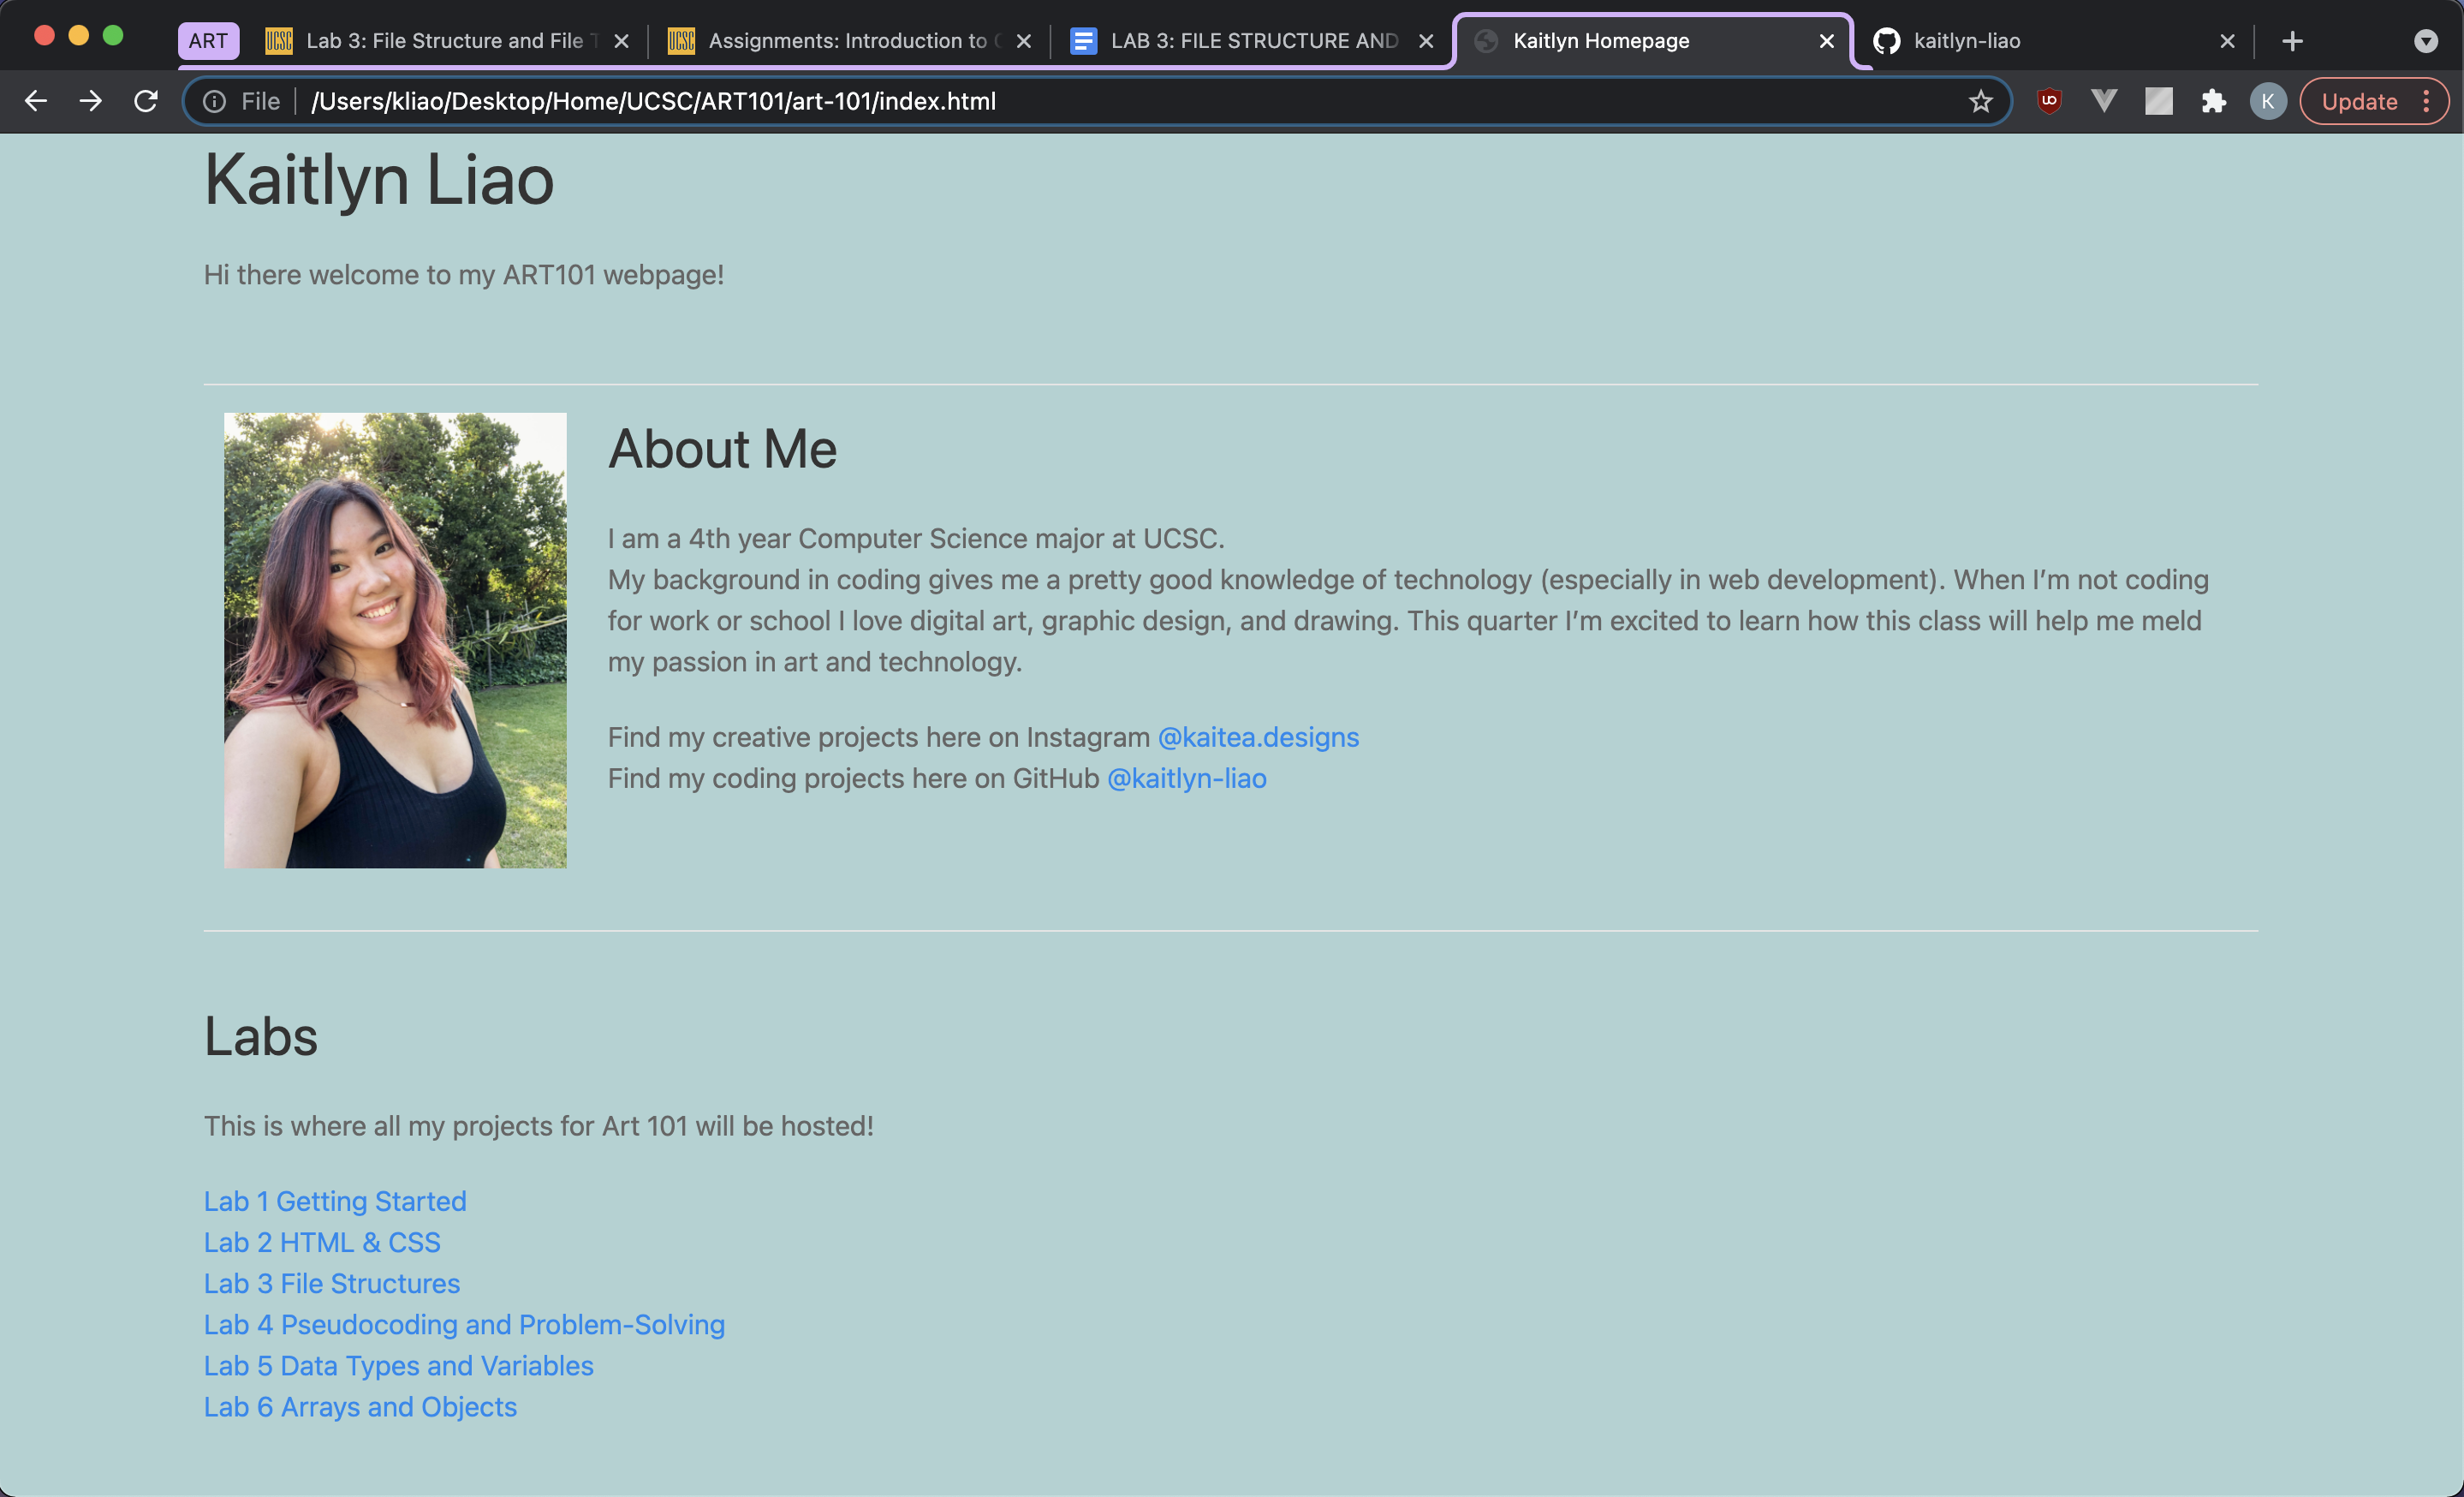 ART
UCSC
Lab 3: File Structure and File T
UCSC
Assignments: Introduction to C
LAB 3: FILE STRUCTURE AND
Kaitlyn Homepage
kaitlyn-liao
File
/Users/kliao/Desktop/Home/UCSC/ART101/art-101/index.html
K
Update
Kaitlyn Liao
Hi there welcome to my ART101 webpage!
About Me
I am a 4th year Computer Science major at UCSC.
My background in coding gives me a pretty good knowledge of technology (especially in web development). When I’m not coding
for work or school I love digital art, graphic design, and drawing. This quarter I’m excited to learn how this class will help me meld
my passion in art and technology.
Find my creative projects here on Instagram @kaitea.designs
Find my coding projects here on GitHub @kaitlyn-liao
Labs
This is where all my projects for Art 101 will be hosted!
Lab 1 Getting Started
Lab 2 HTML & CSS
Lab 3 File Structures
Lab 4 Pseudocoding and Problem-Solving
Lab 5 Data Types and Variables
Lab 6 Arrays and Objects